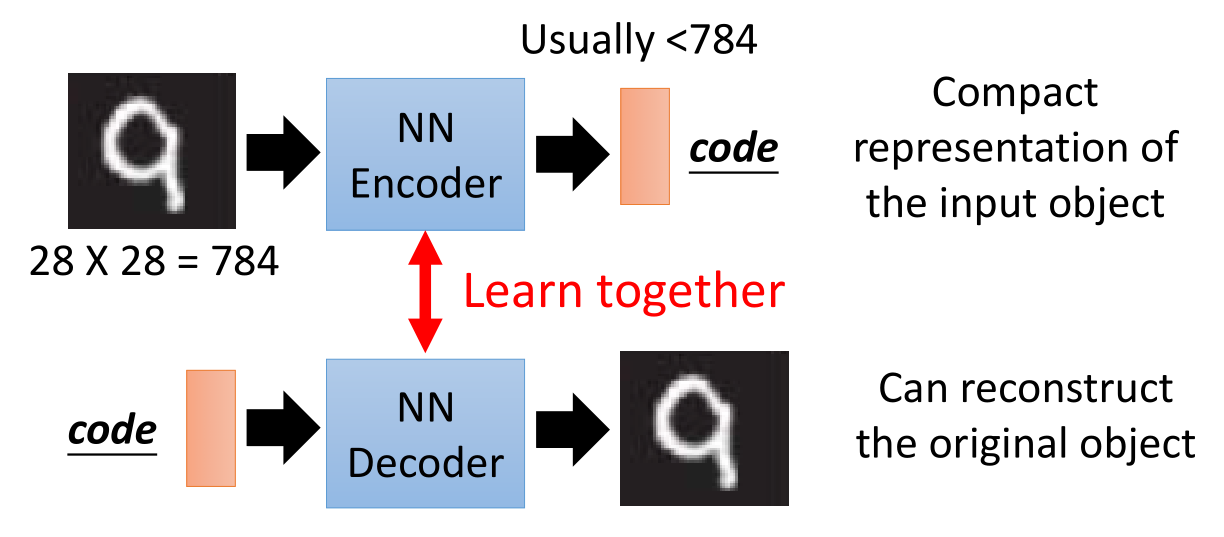 Usually <784
NN
Encoder
code
Compact
representation of
the input object
28 X 28 = 784
Learn together
code
NN
Decoder
Can reconstruct
the original object